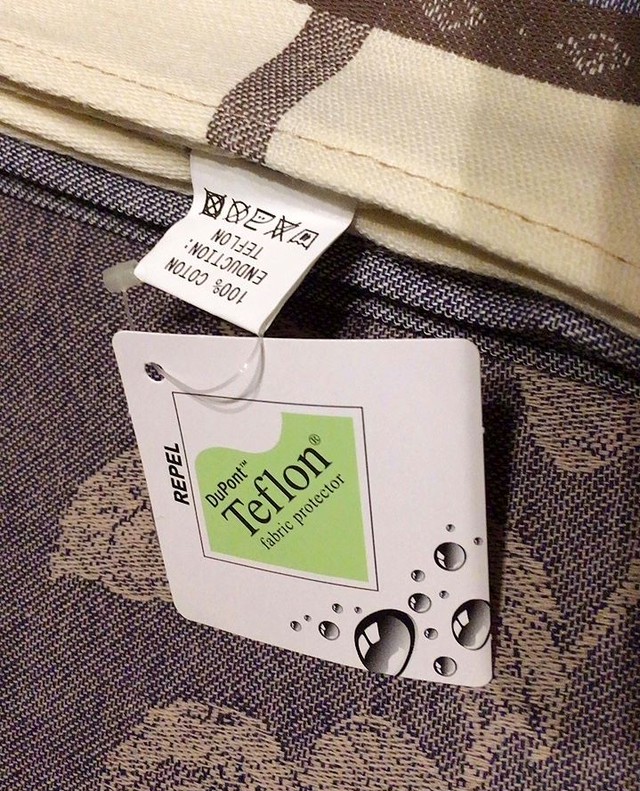 100% COTON
ENDUCTION:
TEFLON
REPEL
DuPont™
Teflon®
fabric protector